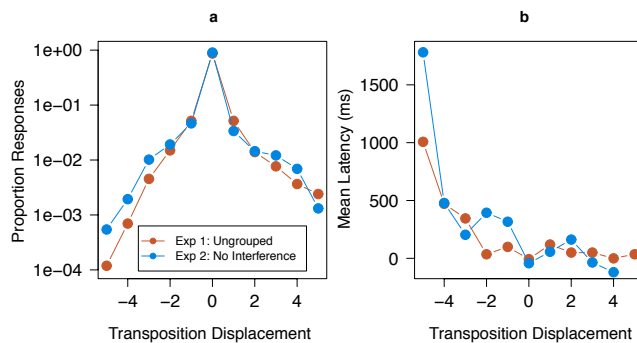 a
b
Proportion Responses
1e+00
1e−01
1e−02
1e−03
1e−04
Exp 1: Ungrouped
Exp 2: No Interference
−4
−2
0
2
4
Transposition Displacement
Mean Latency (ms)
1500
1000
500
0
−4
−2
0
2
4
Transposition Displacement